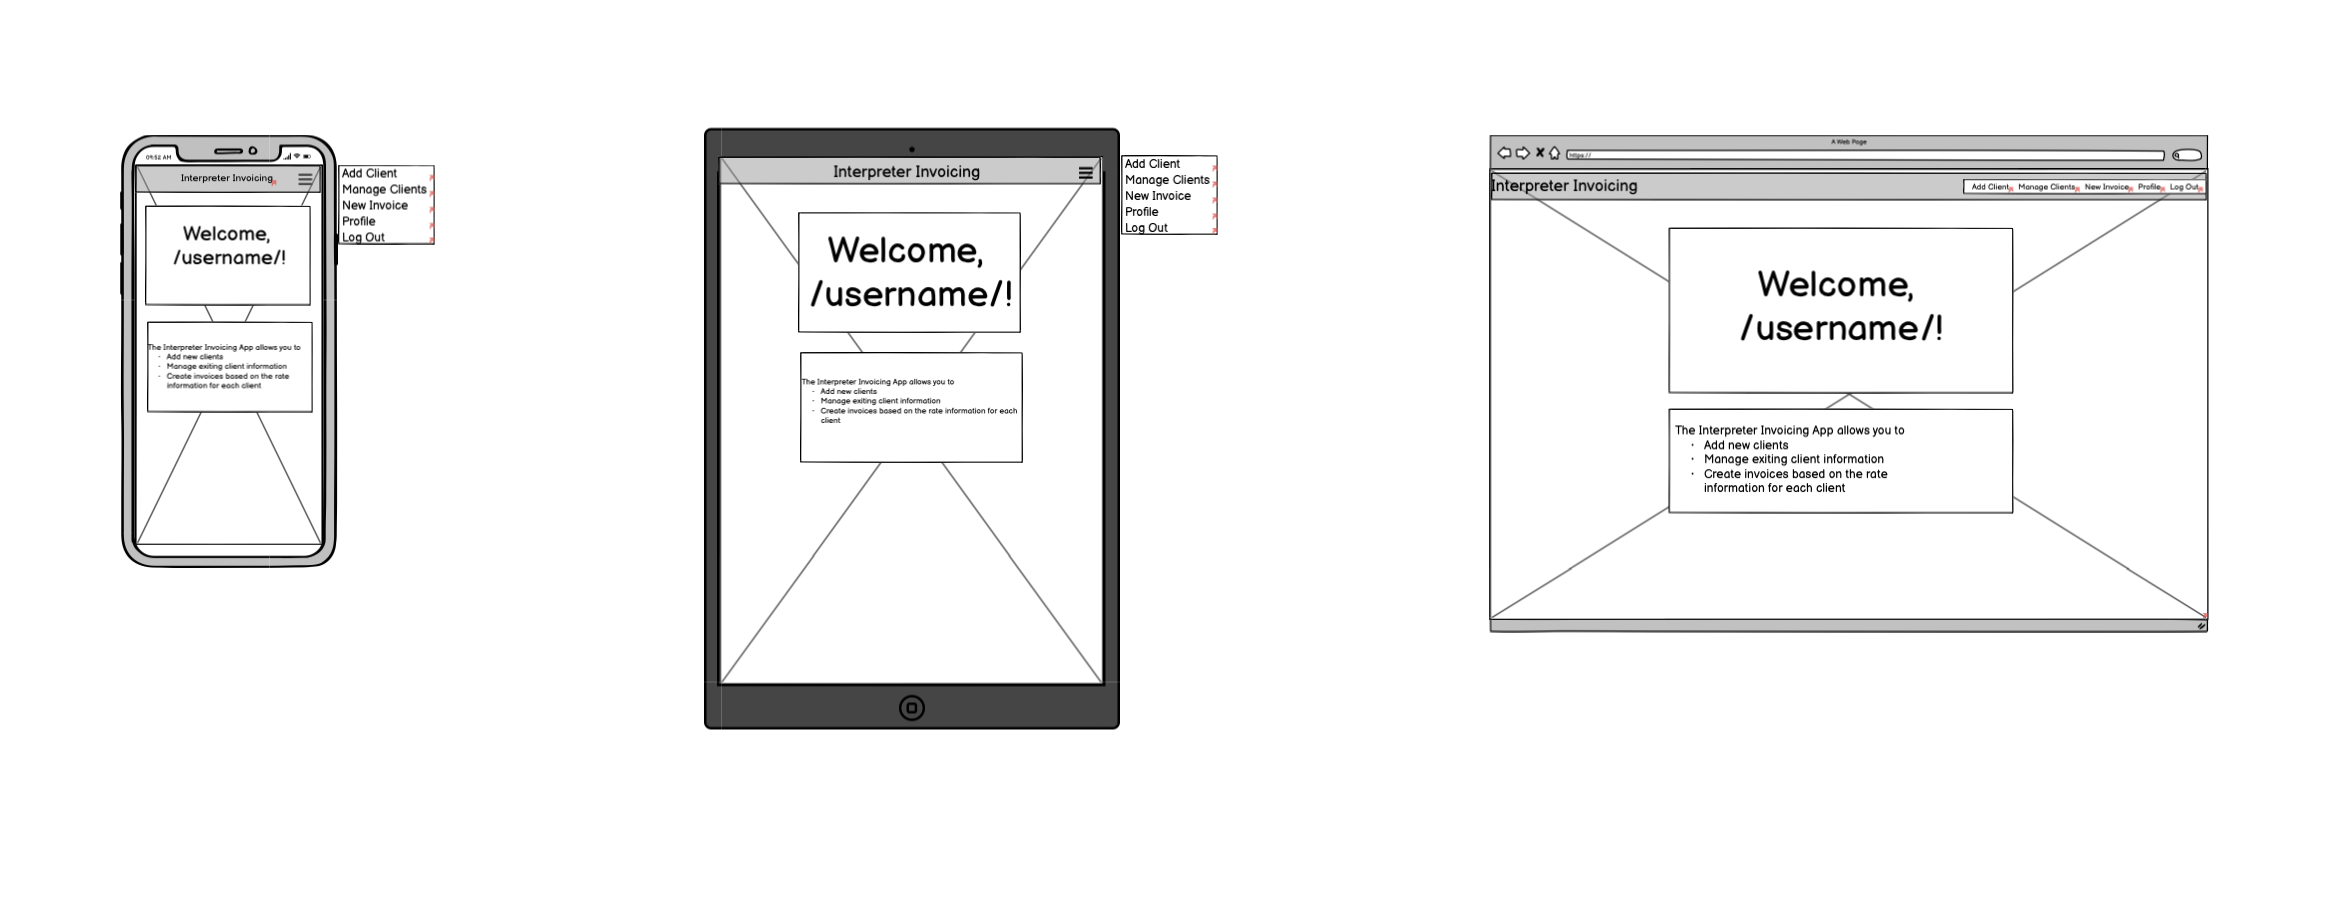 09:52 AM
Interpreter Invoicing
Welcome,
/username/!
The Interpreter Invoicing App allows you to
- Add new clients
- Manage exiting client information
- Create invoices based on the rate
information for each client
Add Client
Manage Clients
New Invoice
Profile
Log Out
Interpreter Invoicing
Welcome,
/username/!
The Interpreter Invoicing App allows you to
- Add new clients
- Manage exiting client information
- Create invoices based on the rate information for each
client
Add Client
Manage Clients
New Invoice
Profile
Log Out
A Web Page
https://
Interpreter Invoicing
Add Client Manage Clients New Invoice Profile Log Out
Welcome,
/username/!
The Interpreter Invoicing App allows you to
· Add new clients
· Manage exiting client information
· Create invoices based on the rate
information for each client